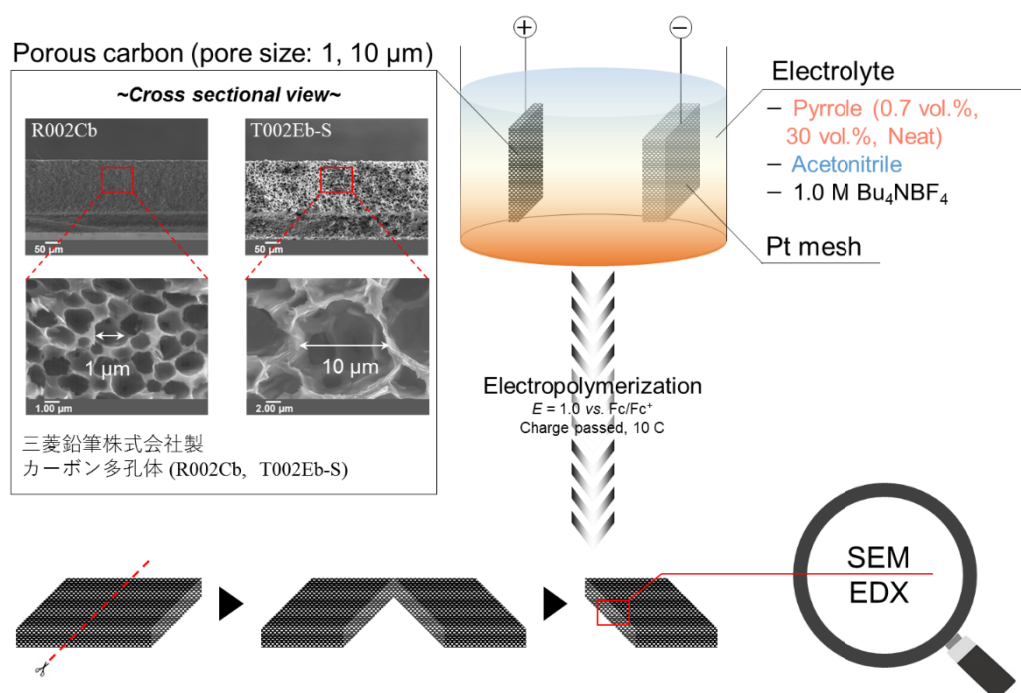 Porous carbon (pore size: 1, 10 μm)
~Cross sectional view~
R002Cb
T002Eb-S
50 μm
50 μm
1 μm
10 μm
1.00 μm
2.00 μm
三菱鉛筆株式会社製
カーボン多孔体 (R002Cb, T002Eb-S)
+
−
Electrolyte
− Pyrrole (0.7 vol.%,
30 vol.%, Neat)
− Acetonitrile
− 1.0 M Bu₄NBF₄
Pt mesh
Electropolymerization
E = 1.0 vs. Fc/Fc⁺
Charge passed, 10 C
SEM
EDX